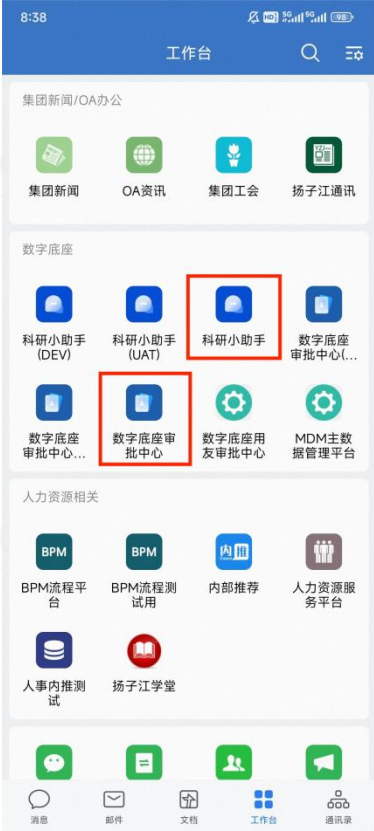 8:38
HD 5G 5G 98
工作台
集团新闻/OA办公
集团新闻 OA资讯 集团工会 扬子江通讯
数字底座
科研小助手 科研小助手 科研小助手 数字底座
(DEV) (UAT) 审批中心(...
数字底座 数字底座审 数字底座用 MDM主数
审批中心... 批中心 友审批中心 据管理平台
人力资源相关
BPM BPM 内推
BPM流程平 BPM流程测 内部推荐 人力资源服
台 试用 务平台
人事内推测 扬子江学堂
试
消息 邮件 文档 工作台 通讯录